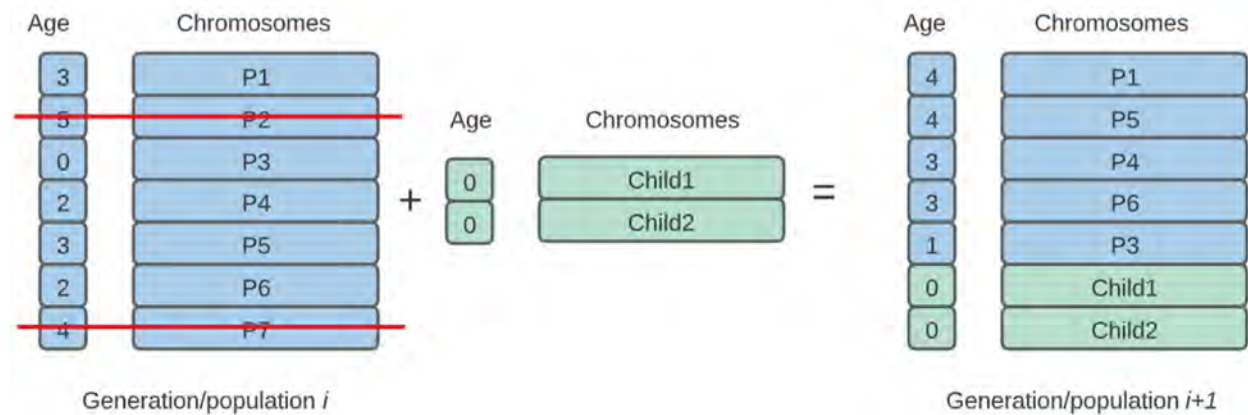 Age Chromosomes
3 P1
5 P2
0 P3
2 P4
3 P5
2 P6
4 P7
Generation/population i
+
Age Chromosomes
0 Child1
0 Child2
=
Age Chromosomes
4 P1
4 P5
3 P4
3 P6
1 P3
0 Child1
0 Child2
Generation/population i+1